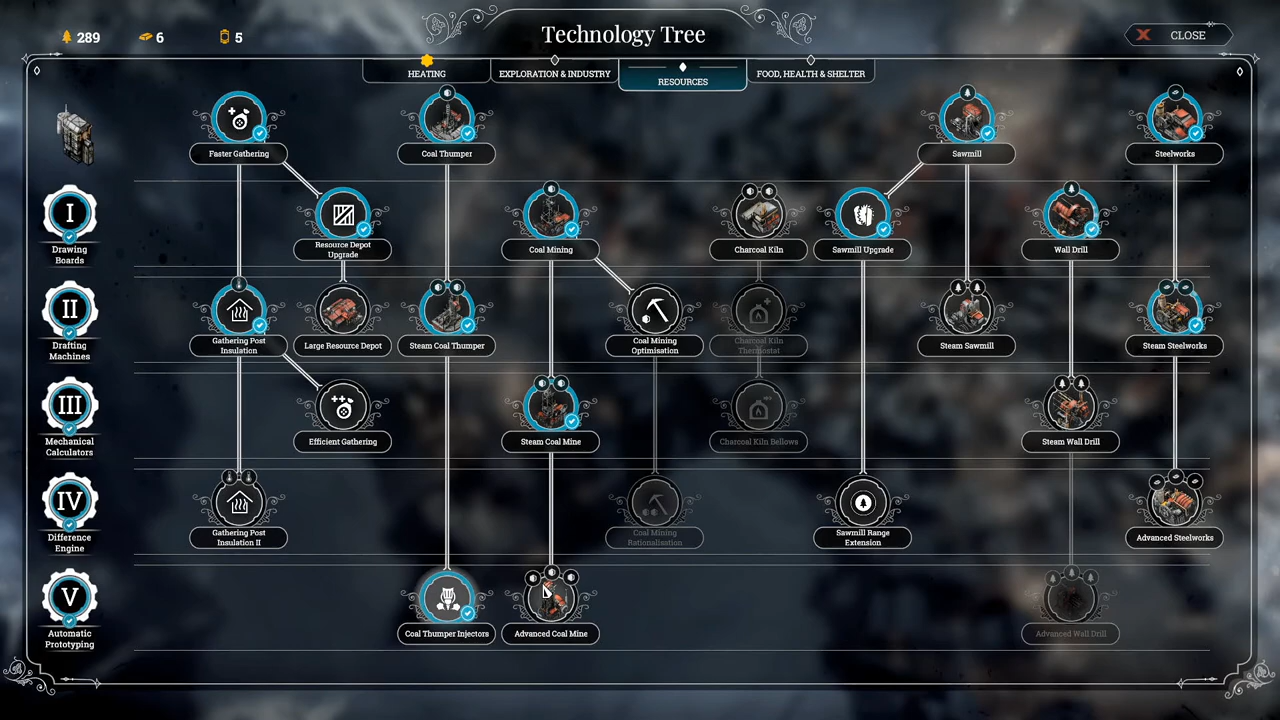 289
6
5
Technology Tree
CLOSE
HEATING
EXPLORATION & INDUSTRY
RESOURCES
FOOD, HEALTH & SHELTER
Faster Gathering
Coal Thumper
Sawmill
Steelworks
I
Drawing
Boards
Resource Depot
Upgrade
Coal Mining
Charcoal Kiln
Sawmill Upgrade
Wall Drill
II
Drafting
Machines
Gathering Post
Insulation
Large Resource Depot
Steam Coal Thumper
Coal Mining
Optimisation
Charcoal Kiln
Thermostat
Steam Sawmill
Steam Steelworks
III
Mechanical
Calculators
Efficient Gathering
Steam Coal Mine
Charcoal Kiln Bellows
Steam Wall Drill
IV
Difference
Engine
Gathering Post
Insulation II
Coal Mining
Rationalisation
Sawmill Range
Extension
Advanced Steelworks
V
Automatic
Prototyping
Coal Thumper Injectors
Advanced Coal Mine
Advanced Wall Drill